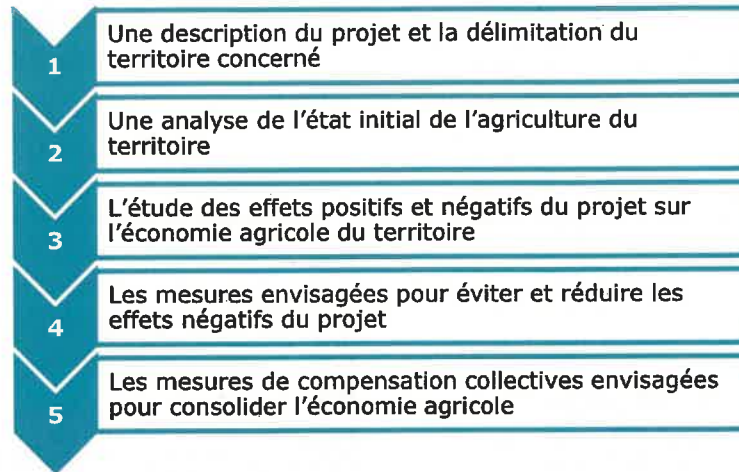 1
Une description du projet et la délimitation du
territoire concerné
2
Une analyse de l'état initial de l'agriculture du
territoire
3
L'étude des effets positifs et négatifs du projet sur
l'économie agricole du territoire
4
Les mesures envisagées pour éviter et réduire les
effets négatifs du projet
5
Les mesures de compensation collectives envisagées
pour consolider l'économie agricole